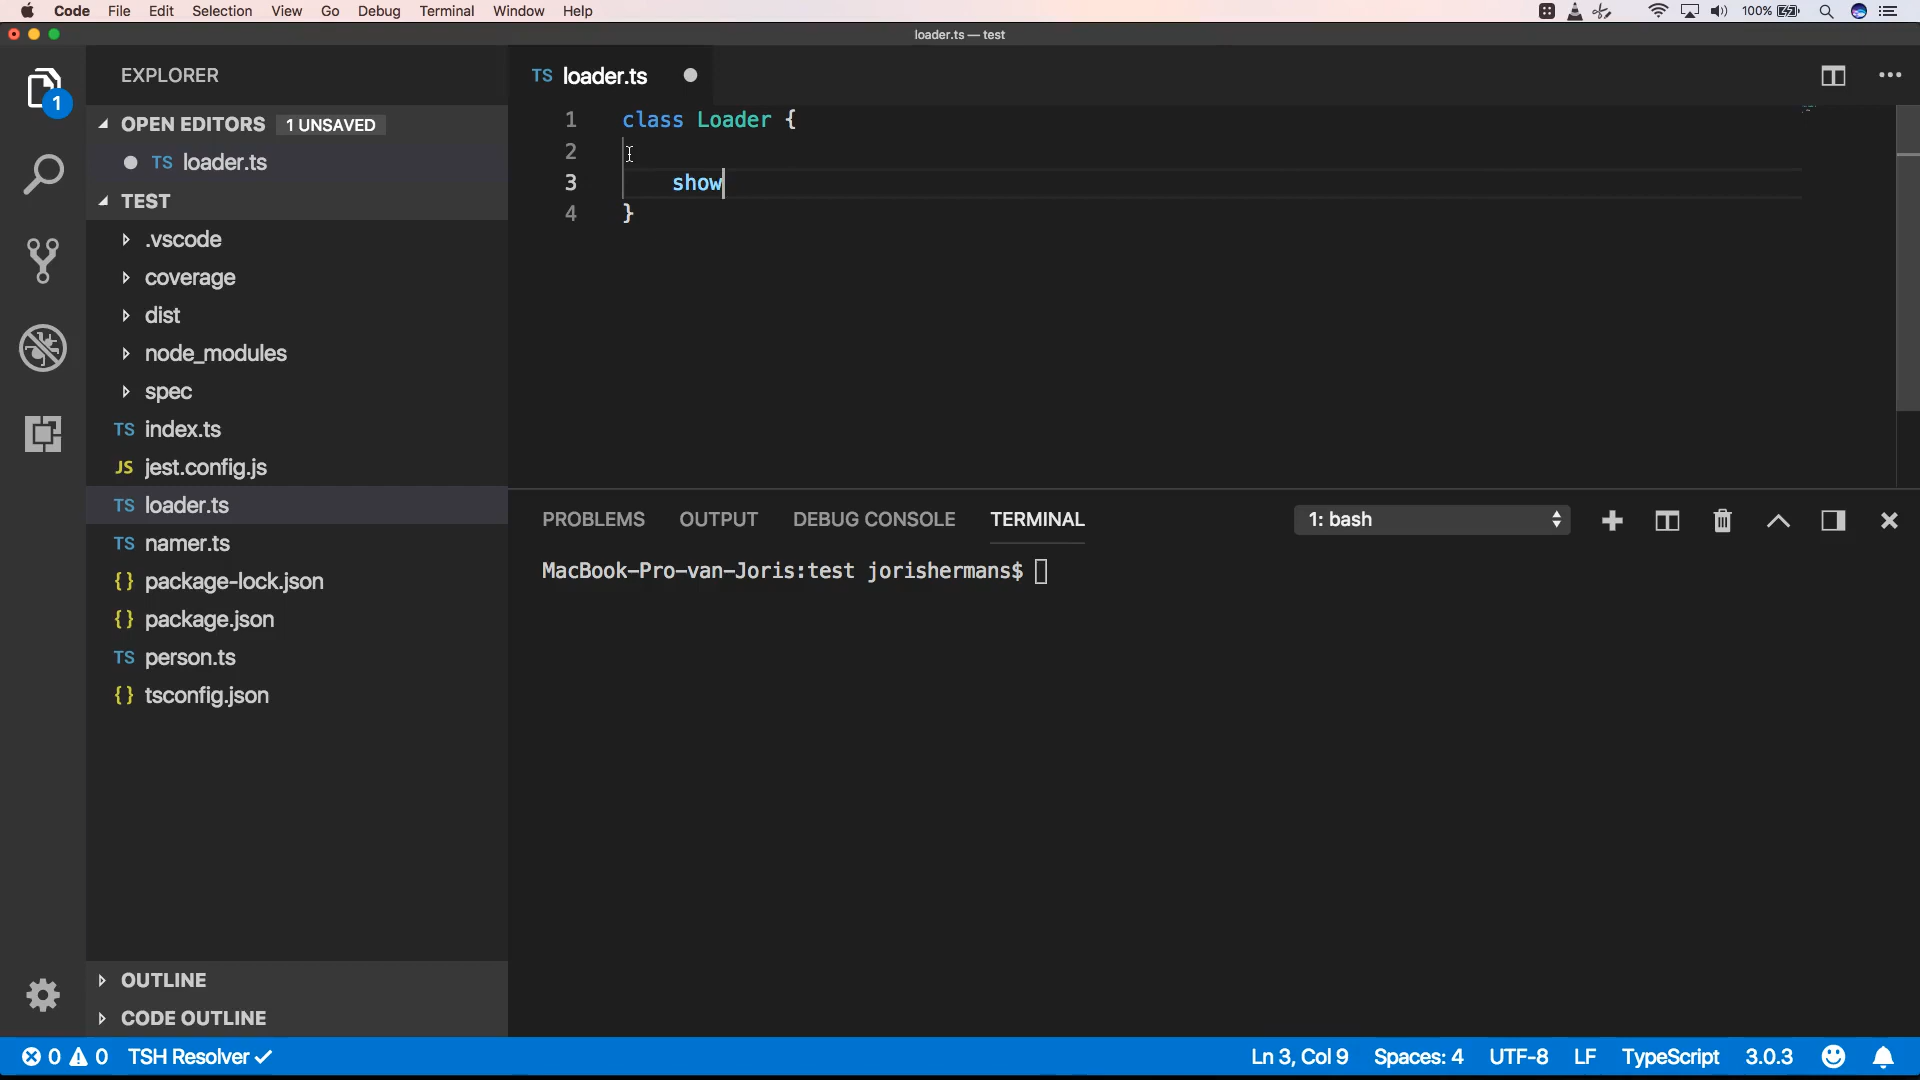 Code File Edit Selection View Go Debug Terminal Window Help 100%
loader.ts — test
EXPLORER
OPEN EDITORS 1 UNSAVED
TS loader.ts
TEST
.vscode
coverage
dist
node_modules
spec
TS index.ts
JS jest.config.js
TS loader.ts
TS namer.ts
{} package-lock.json
{} package.json
TS person.ts
{} tsconfig.json
OUTLINE
CODE OUTLINE
1
TS loader.ts
1 class Loader {
2
3 show
4 }
PROBLEMS OUTPUT DEBUG CONSOLE TERMINAL 1: bash
MacBook-Pro-van-Joris:test jorishermans$
0 0 TSH Resolver Ln 3, Col 9 Spaces: 4 UTF-8 LF TypeScript 3.0.3